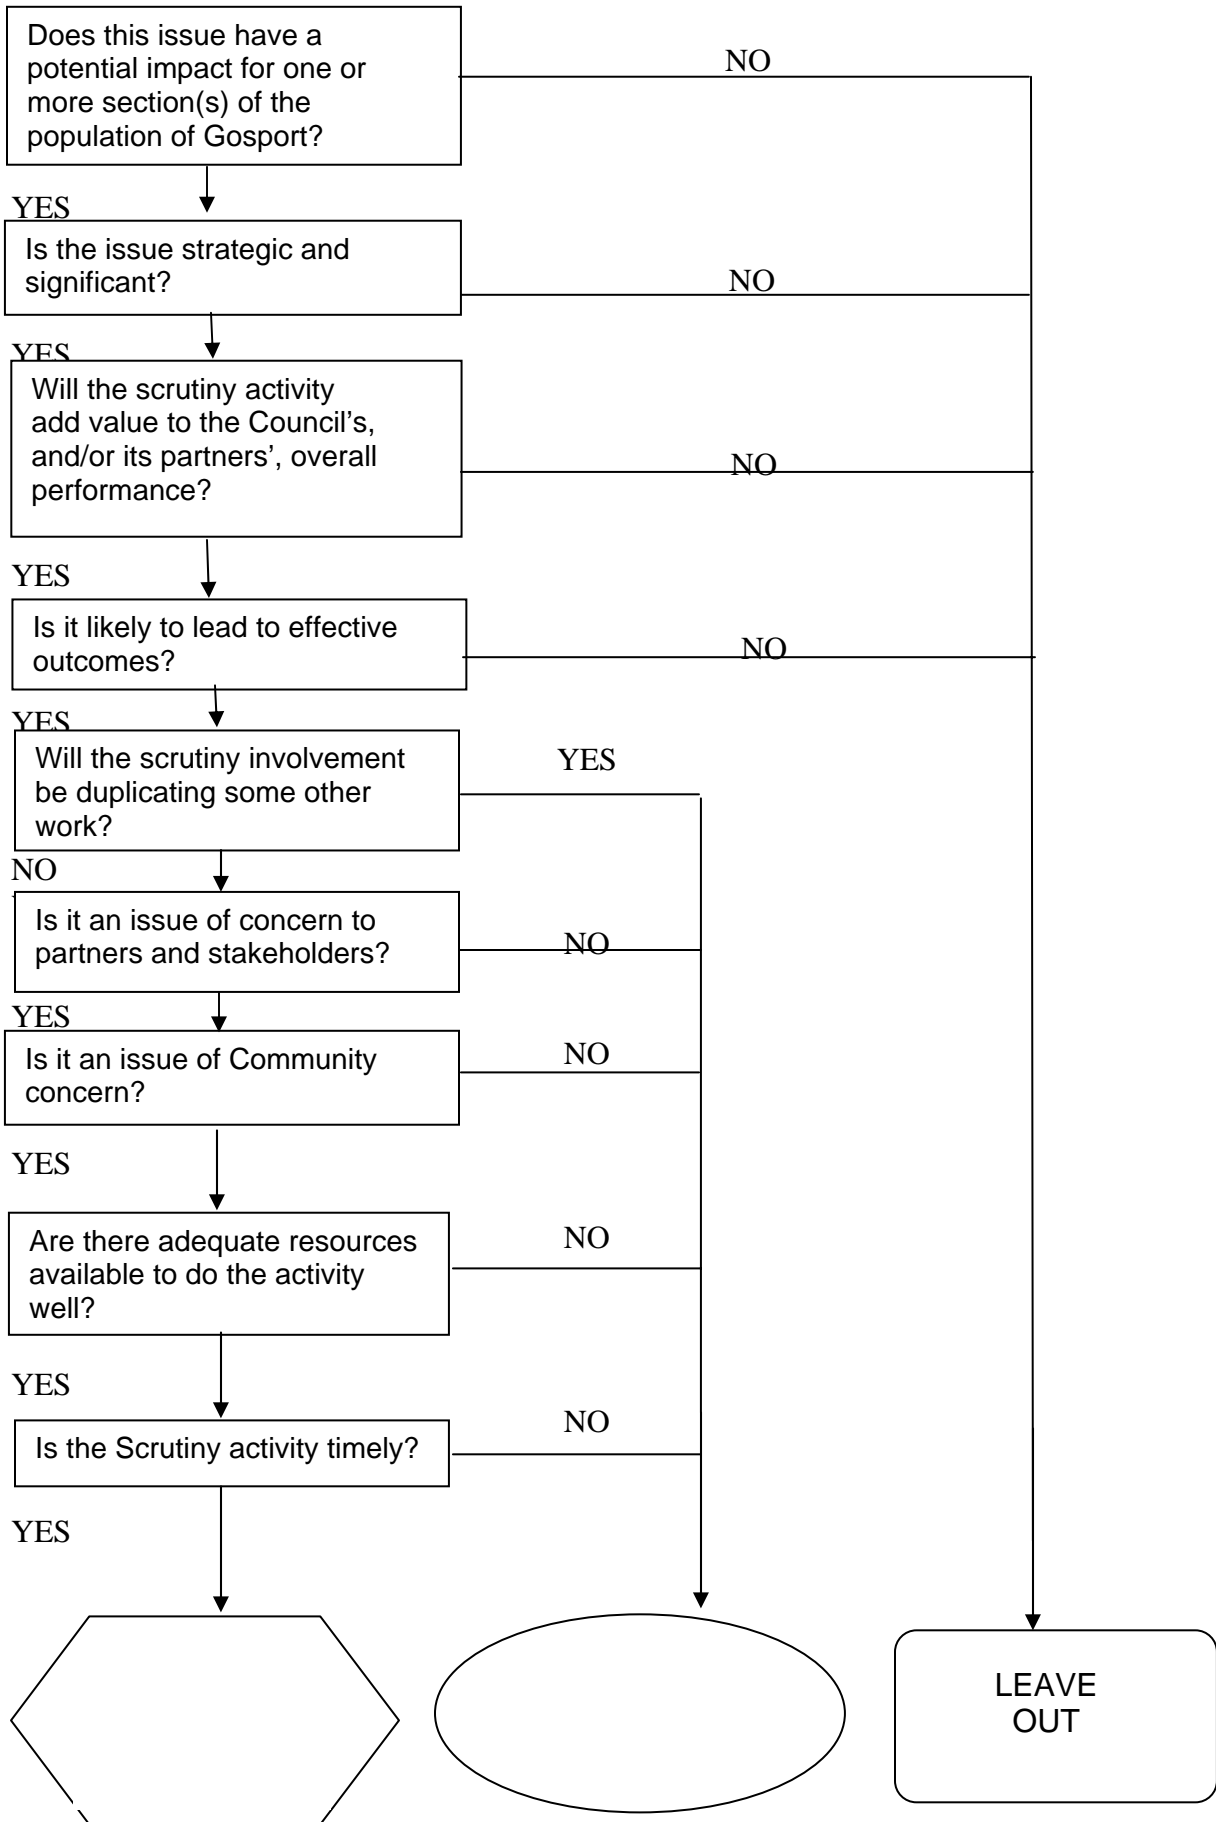 Does this issue have a
potential impact for one or
more section(s) of the
population of Gosport?
NO
YES
Is the issue strategic and
significant?
NO
YES
Will the scrutiny activity
add value to the Council's,
and/or its partners', overall
performance?
NO
YES
Is it likely to lead to effective
outcomes?
NO
YES
Will the scrutiny involvement
be duplicating some other
work?
YES
NO
Is it an issue of concern to
partners and stakeholders?
NO
YES
Is it an issue of Community
concern?
NO
YES
Are there adequate resources
available to do the activity
well?
NO
YES
Is the Scrutiny activity timely?
NO
YES
LEAVE
OUT